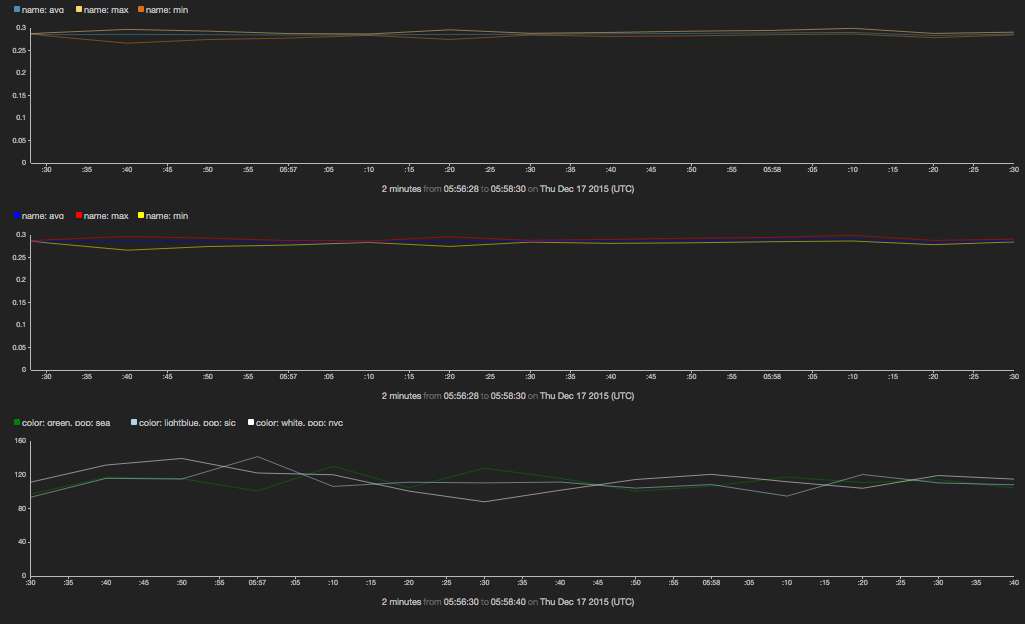 name: avg name: max name: min
0.3
0.25
0.2
0.15
0.1
0.05
0
:30 :35 :40 :45 :50 :55 05:57 :05 :10 :15 :20 :25 :30 :35 :40 :45 :50 :55 05:58 :05 :10 :15 :20 :25 :30
2 minutes from 05:56:28 to 05:58:30 on Thu Dec 17 2015 (UTC)
name: avg name: max name: min
0.3
0.25
0.2
0.15
0.1
0.05
0
:30 :35 :40 :45 :50 :55 05:57 :05 :10 :15 :20 :25 :30 :35 :40 :45 :50 :55 05:58 :05 :10 :15 :20 :25 :30
2 minutes from 05:56:28 to 05:58:30 on Thu Dec 17 2015 (UTC)
color: green, pop: sea color: lightblue, pop: sjc color: white, pop: nyc
160
120
80
40
0
:30 :35 :40 :45 :50 :55 05:57 :05 :10 :15 :20 :25 :30 :35 :40 :45 :50 :55 05:58 :05 :10 :15 :20 :25 :30 :35 :40
2 minutes from 05:56:30 to 05:58:40 on Thu Dec 17 2015 (UTC)